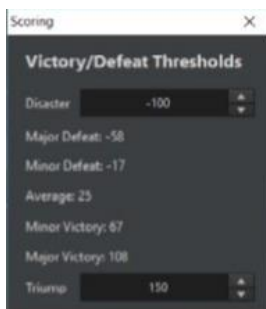 Scoring
Victory/Defeat Thresholds
Disaster -100
Major Defeat: -58
Minor Defeat: -17
Average: 25
Minor Victory: 67
Major Victory: 108
Triump 150